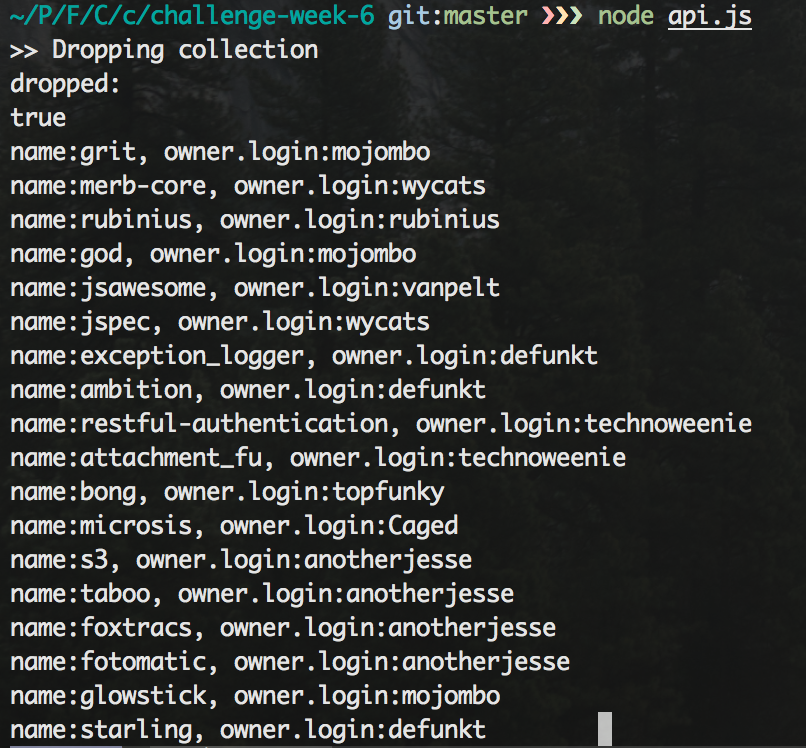 ~/P/F/C/c/challenge-week-6 git:master ❯❯❯ node api.js
>> Dropping collection
dropped:
true
name:grit, owner.login:mojombo
name:merb-core, owner.login:wycats
name:rubinius, owner.login:rubinius
name:god, owner.login:mojombo
name:jsawesome, owner.login:vanpelt
name:jspec, owner.login:wycats
name:exception_logger, owner.login:defunkt
name:ambition, owner.login:defunkt
name:restful-authentication, owner.login:technoweenie
name:attachment_fu, owner.login:technoweenie
name:bong, owner.login:topfunky
name:microsis, owner.login:Caged
name:s3, owner.login:anotherjesse
name:taboo, owner.login:anotherjesse
name:foxtracs, owner.login:anotherjesse
name:fotomatic, owner.login:anotherjesse
name:glowstick, owner.login:mojombo
name:starling, owner.login:defunkt